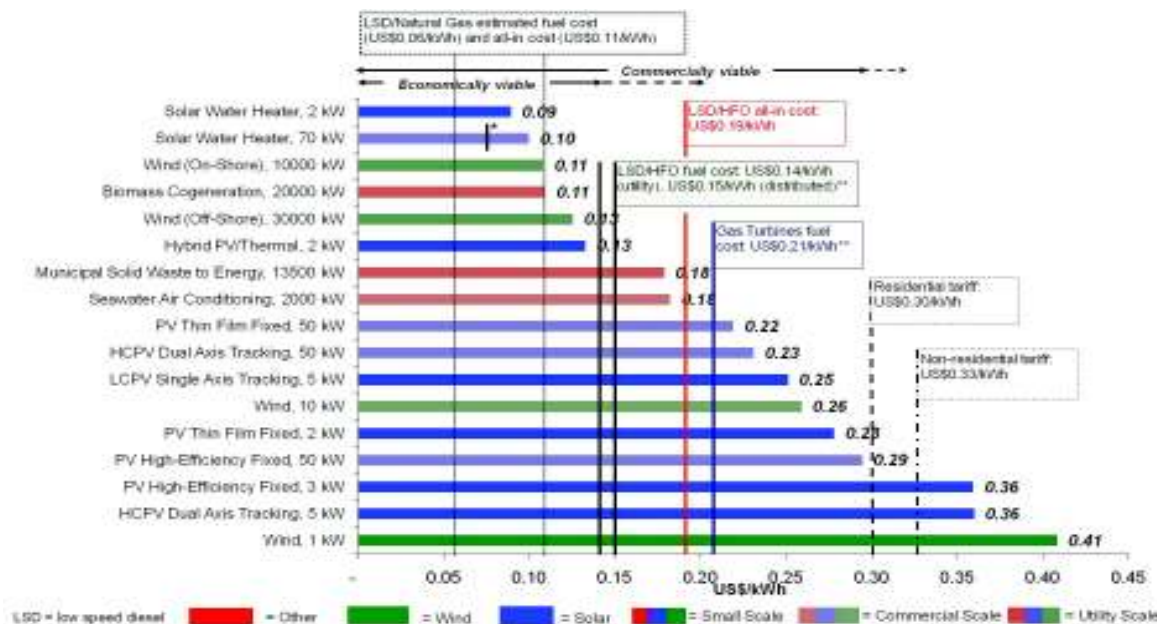 LSD/Natural Gas estimated fuel cost
(US$0.06/kWh) and all-in cost (US$0.11/kWh)
Commercially viable
Economically viable
Solar Water Heater, 2 kW 0.09
LSD/HFO all-in cost:
US$0.19/kWh
Solar Water Heater, 70 kW * 0.10
Wind (On-Shore), 10000 kW 0.11
LSD/HFO fuel cost: US$0.14/kWh
(utility), US$0.15/kWh (distributed)**
Biomass Cogeneration, 20000 kW 0.11
Wind (Off-Shore), 30000 kW 0.13
Gas Turbines fuel
cost: US$0.21/kWh**
Hybrid PV/Thermal, 2 kW 0.13
Municipal Solid Waste to Energy, 13500 kW 0.18
Residential tariff:
US$0.30/kWh
Seawater Air Conditioning, 2000 kW 0.18
PV Thin Film Fixed, 50 kW 0.22
HCPV Dual Axis Tracking, 50 kW 0.23
Non-residential tariff:
US$0.33/kWh
LCPV Single Axis Tracking, 5 kW 0.25
Wind, 10 kW 0.26
PV Thin Film Fixed, 2 kW
PV High-Efficiency Fixed, 50 kW 0.29
PV High-Efficiency Fixed, 3 kW 0.36
HCPV Dual Axis Tracking, 5 kW 0.36
Wind, 1 kW 0.41
- 0.05 0.10 0.15 0.20 0.25 0.30 0.35 0.40 0.45
US$/kWh
LSD = low speed diesel = Other = Wind = Solar = Small Scale = Commercial Scale = Utility Scale